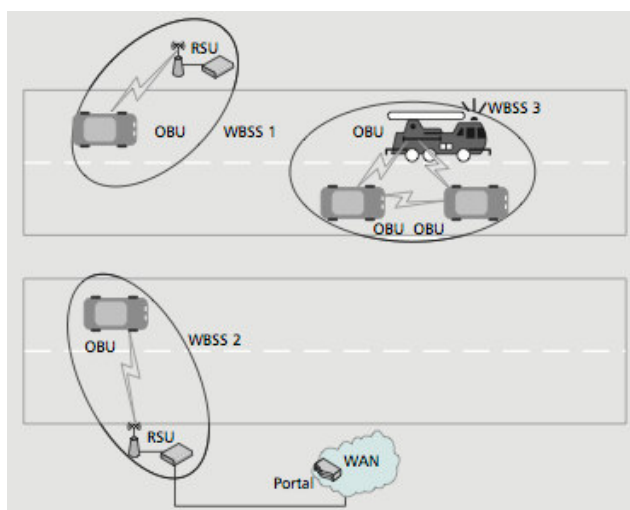 RSU
WBSS 3
OBU
WBSS 1
OBU
OBU OBU
OBU
WBSS 2
RSU
WAN
Portal